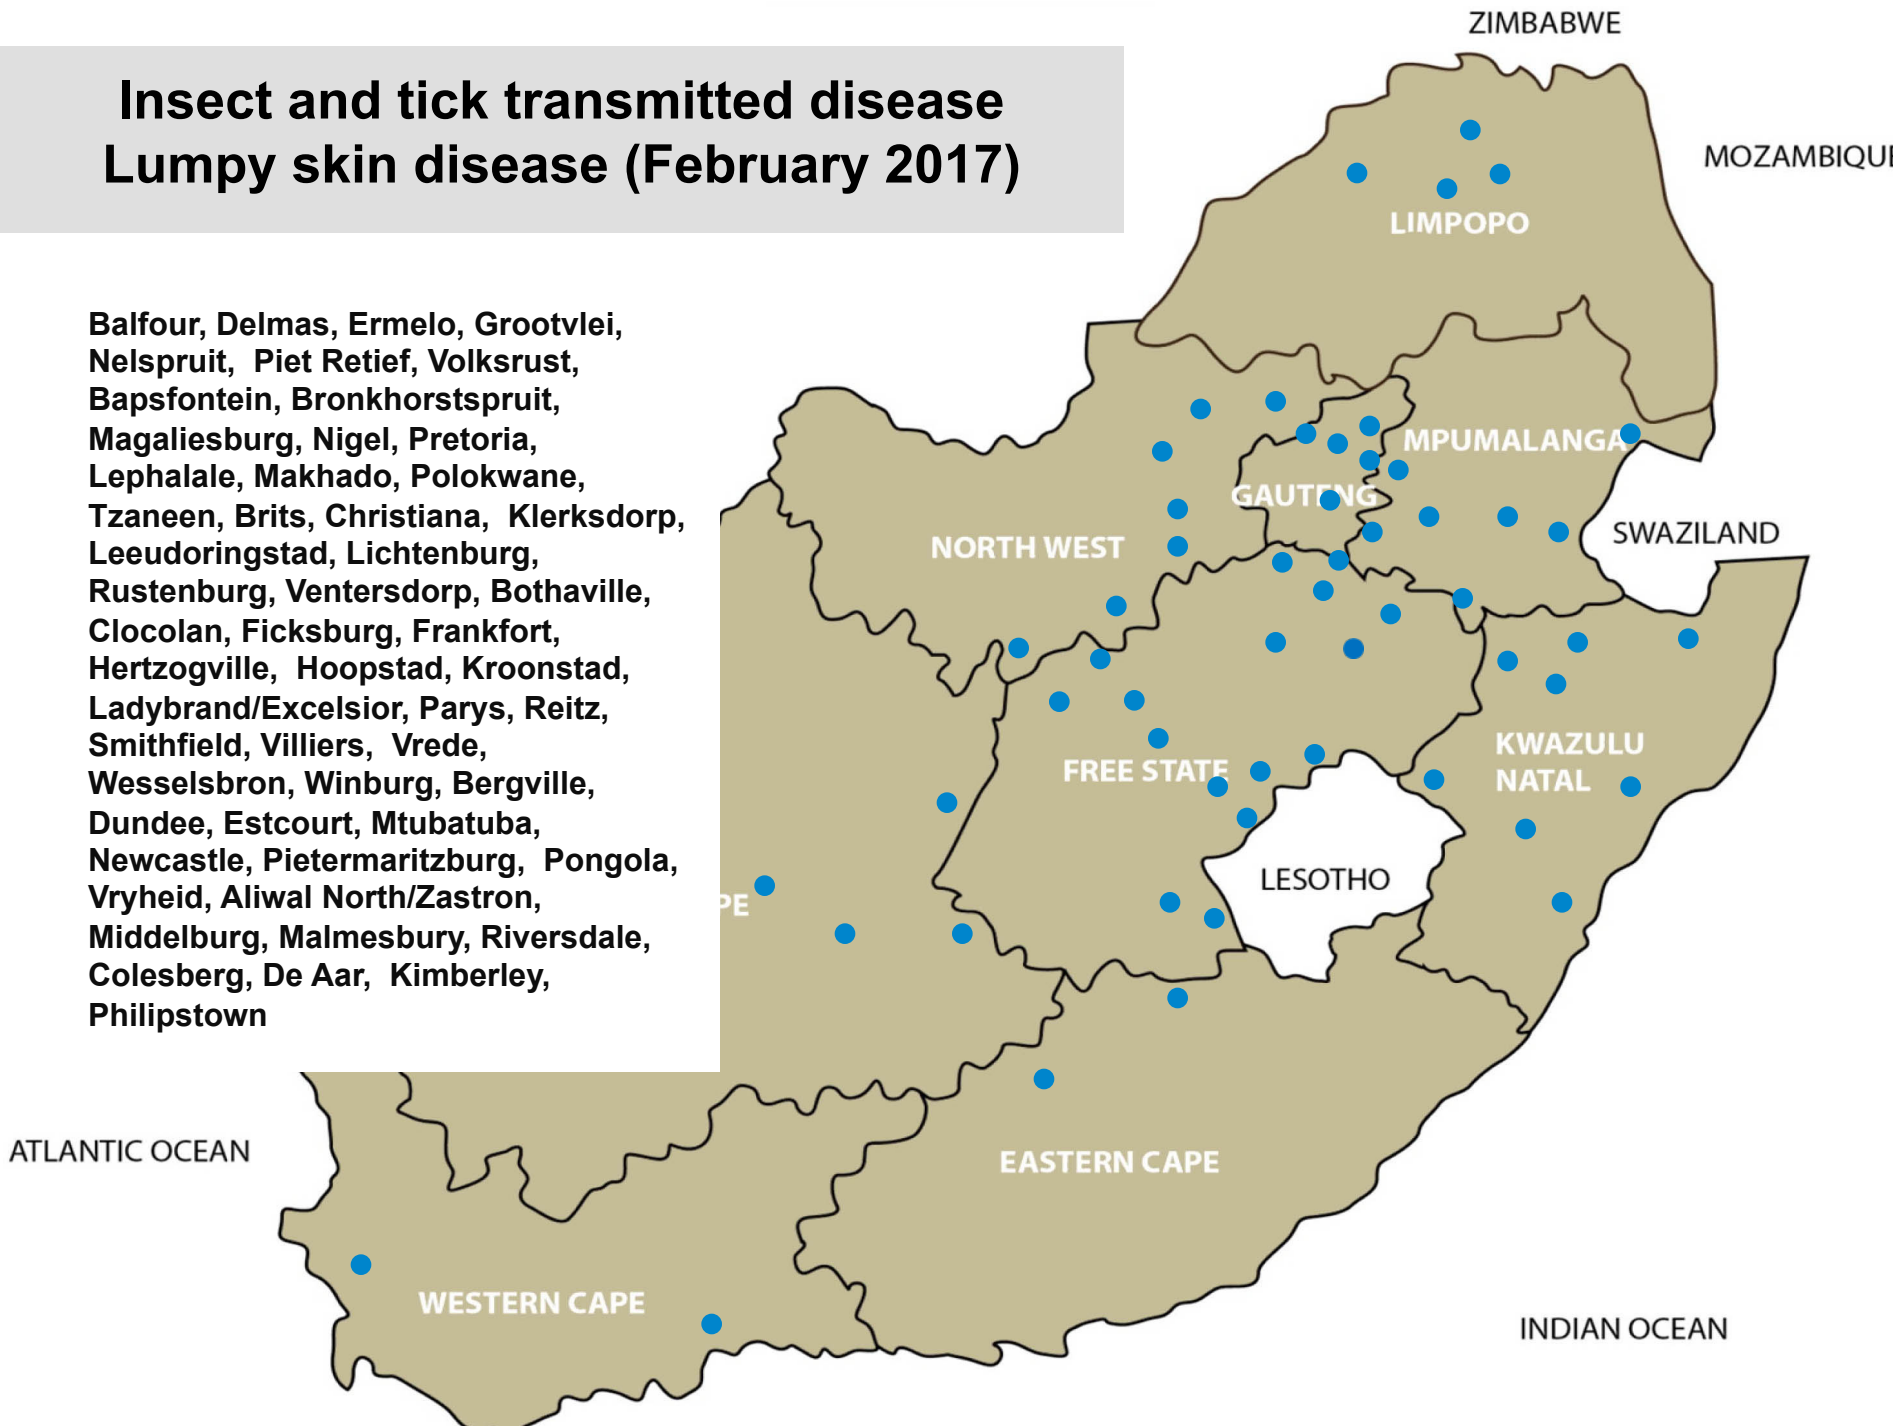 Insect and tick transmitted disease
Lumpy skin disease (February 2017)
Balfour, Delmas, Ermelo, Grootvlei,
Nelspruit, Piet Retief, Volksrust,
Bapsfontein, Bronkhorstspruit,
Magaliesburg, Nigel, Pretoria,
Lephalale, Makhado, Polokwane,
Tzaneen, Brits, Christiana, Klerksdorp,
Leeudoringstad, Lichtenburg,
Rustenburg, Ventersdorp, Bothaville,
Clocolan, Ficksburg, Frankfort,
Hertzogville, Hoopstad, Kroonstad,
Ladybrand/Excelsior, Parys, Reitz,
Smithfield, Villiers, Vrede,
Wesselsbron, Winburg, Bergville,
Dundee, Estcourt, Mtubatuba,
Newcastle, Pietermaritzburg, Pongola,
Vryheid, Aliwal North/Zastron,
Middelburg, Malmesbury, Riversdale,
Colesberg, De Aar, Kimberley,
Philipstown
ZIMBABWE
MOZAMBIQUE
LIMPOPO
MPUMALANGA
GAUTENG
SWAZILAND
NORTH WEST
KWAZULU
NATAL
FREE STATE
LESOTHO
PE
EASTERN CAPE
WESTERN CAPE
ATLANTIC OCEAN
INDIAN OCEAN